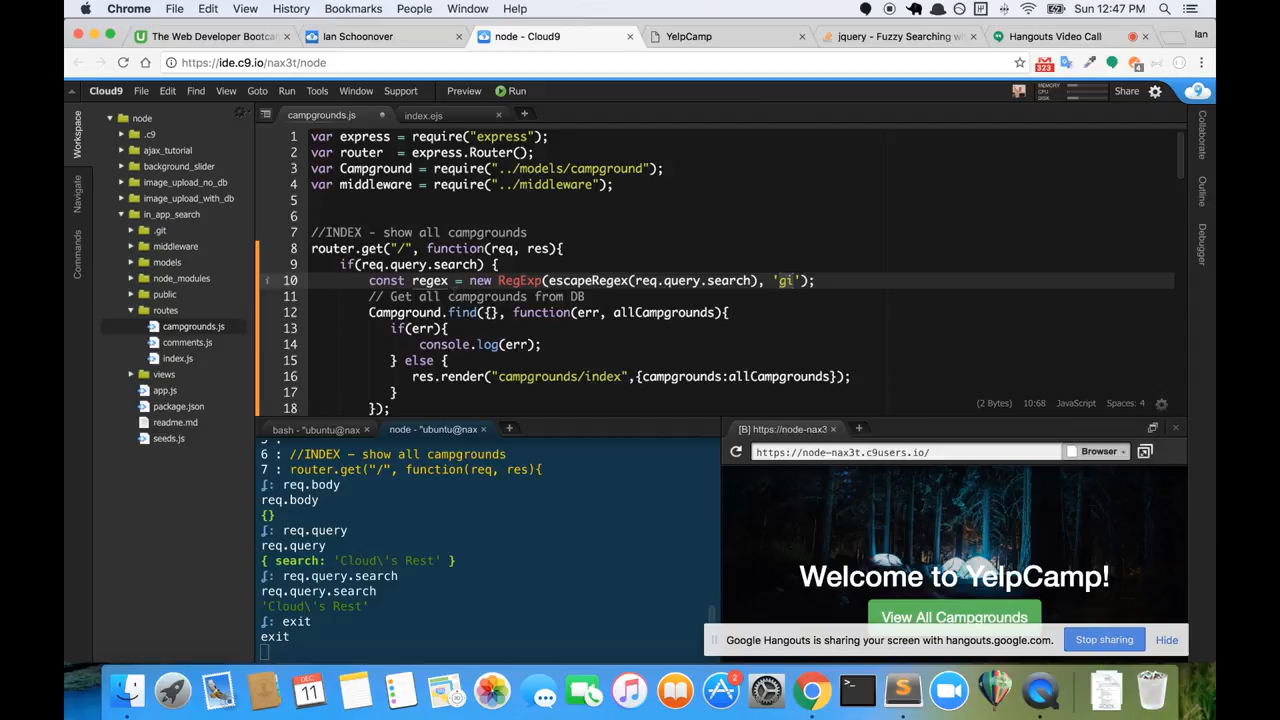 Chrome File Edit View History Bookmarks People Window Help Sun 12:47 PM
The Web Developer Bootca Ian Schoonover node - Cloud9 YelpCamp jquery - Fuzzy Searching w Hangouts Video Call Ian
https://ide.c9.io/nax3t/node 323 4
Cloud9 File Edit Find View Goto Run Tools Window Support Preview Run MEMORY CPU DISK Share
Workspace
Navigate
Commands
node
.c9
ajax_tutorial
background_slider
image_upload_no_db
image_upload_with_db
in_app_search
.git
middleware
models
node_modules
public
routes
campgrounds.js
comments.js
index.js
views
app.js
package.json
readme.md
seeds.js
campgrounds.js index.ejs
1 var express = require("express");
2 var router = express.Router();
3 var Campground = require("../models/campground");
4 var middleware = require("../middleware");
5
6
7 //INDEX - show all campgrounds
8 router.get("/", function(req, res){
9 if(req.query.search) {
10 const regex = new RegExp(escapeRegex(req.query.search), 'gi');
11 // Get all campgrounds from DB
12 Campground.find({}, function(err, allCampgrounds){
13 if(err){
14 console.log(err);
15 } else {
16 res.render("campgrounds/index",{campgrounds:allCampgrounds});
17 }
18 });
(2 Bytes) 10:68 JavaScript Spaces: 4
Collaborate
Outline
Debugger
bash - "ubuntu@nax node - "ubuntu@nax
6 : //INDEX - show all campgrounds
7 : router.get("/", function(req, res){
: req.body
req.body
{}
: req.query
req.query
{ search: 'Cloud\'s Rest' }
: req.query.search
req.query.search
'Cloud\'s Rest'
: exit
exit
[B] https://node-nax3
https://node-nax3t.c9users.io/ Browser
Welcome to YelpCamp!
View All Campgrounds
Google Hangouts is sharing your screen with hangouts.google.com. Stop sharing Hide
DEC
11
2